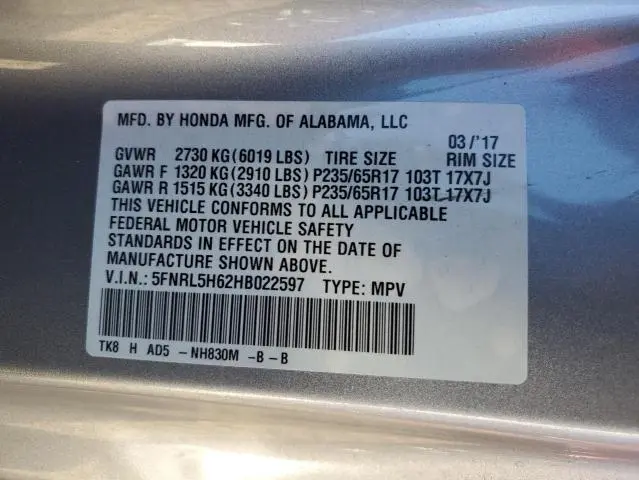 MFD. BY HONDA MFG. OF ALABAMA, LLC
03/'17
GVWR 2730 KG(6019 LBS) TIRE SIZE RIM SIZE
GAWR F 1320 KG(2910 LBS)P235/65R17 103T 17X7J
GAWR R 1515 KG(3340 LBS)P235/65R17 103T 17X7J
THIS VEHICLE CONFORMS TO ALL APPLICABLE
FEDERAL MOTOR VEHICLE SAFETY
STANDARDS IN EFFECT ON THE DATE OF
MANUFACTURE SHOWN ABOVE.
V.I.N.: 5FNRL5H62HB022597 TYPE: MPV
TK8 H AD5 -NH830M -B-B